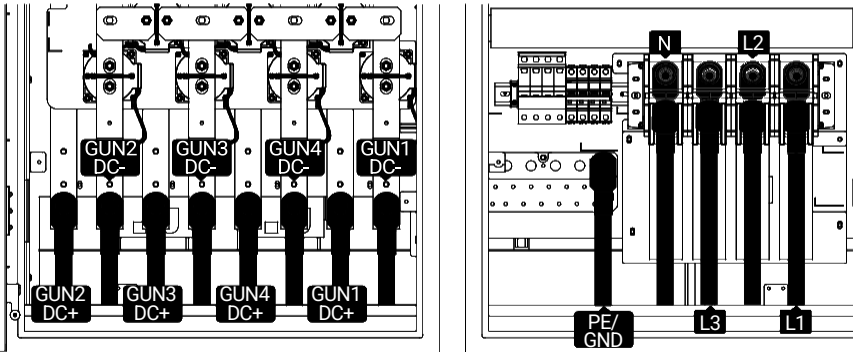 GUN2
DC-
GUN3
DC-
GUN4
DC-
GUN1
DC-
GUN2
DC+
GUN3
DC+
GUN4
DC+
GUN1
DC+
N
L2
PE/
GND
L3
L1